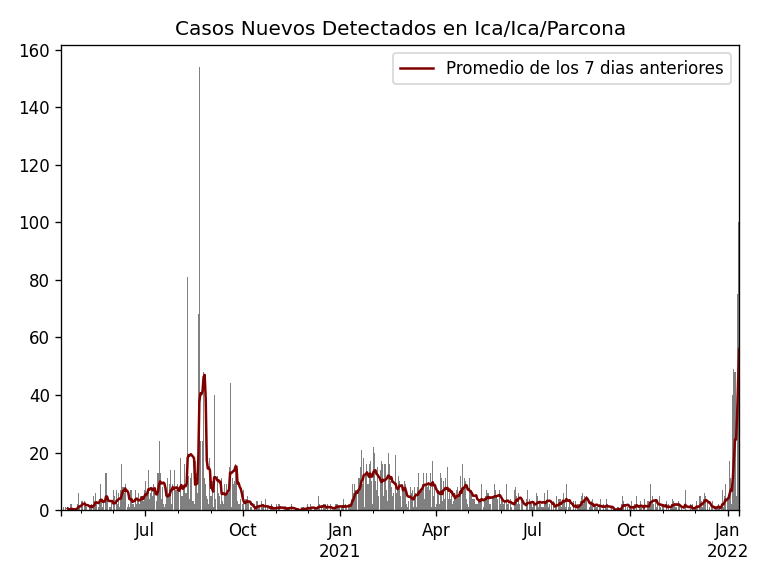 Casos Nuevos Detectados en Ica/Ica/Parcona
Promedio de los 7 dias anteriores
160
140
120
100
80
60
40
20
0
Jul
Oct
Jan
2021
Apr
Jul
Oct
Jan
2022